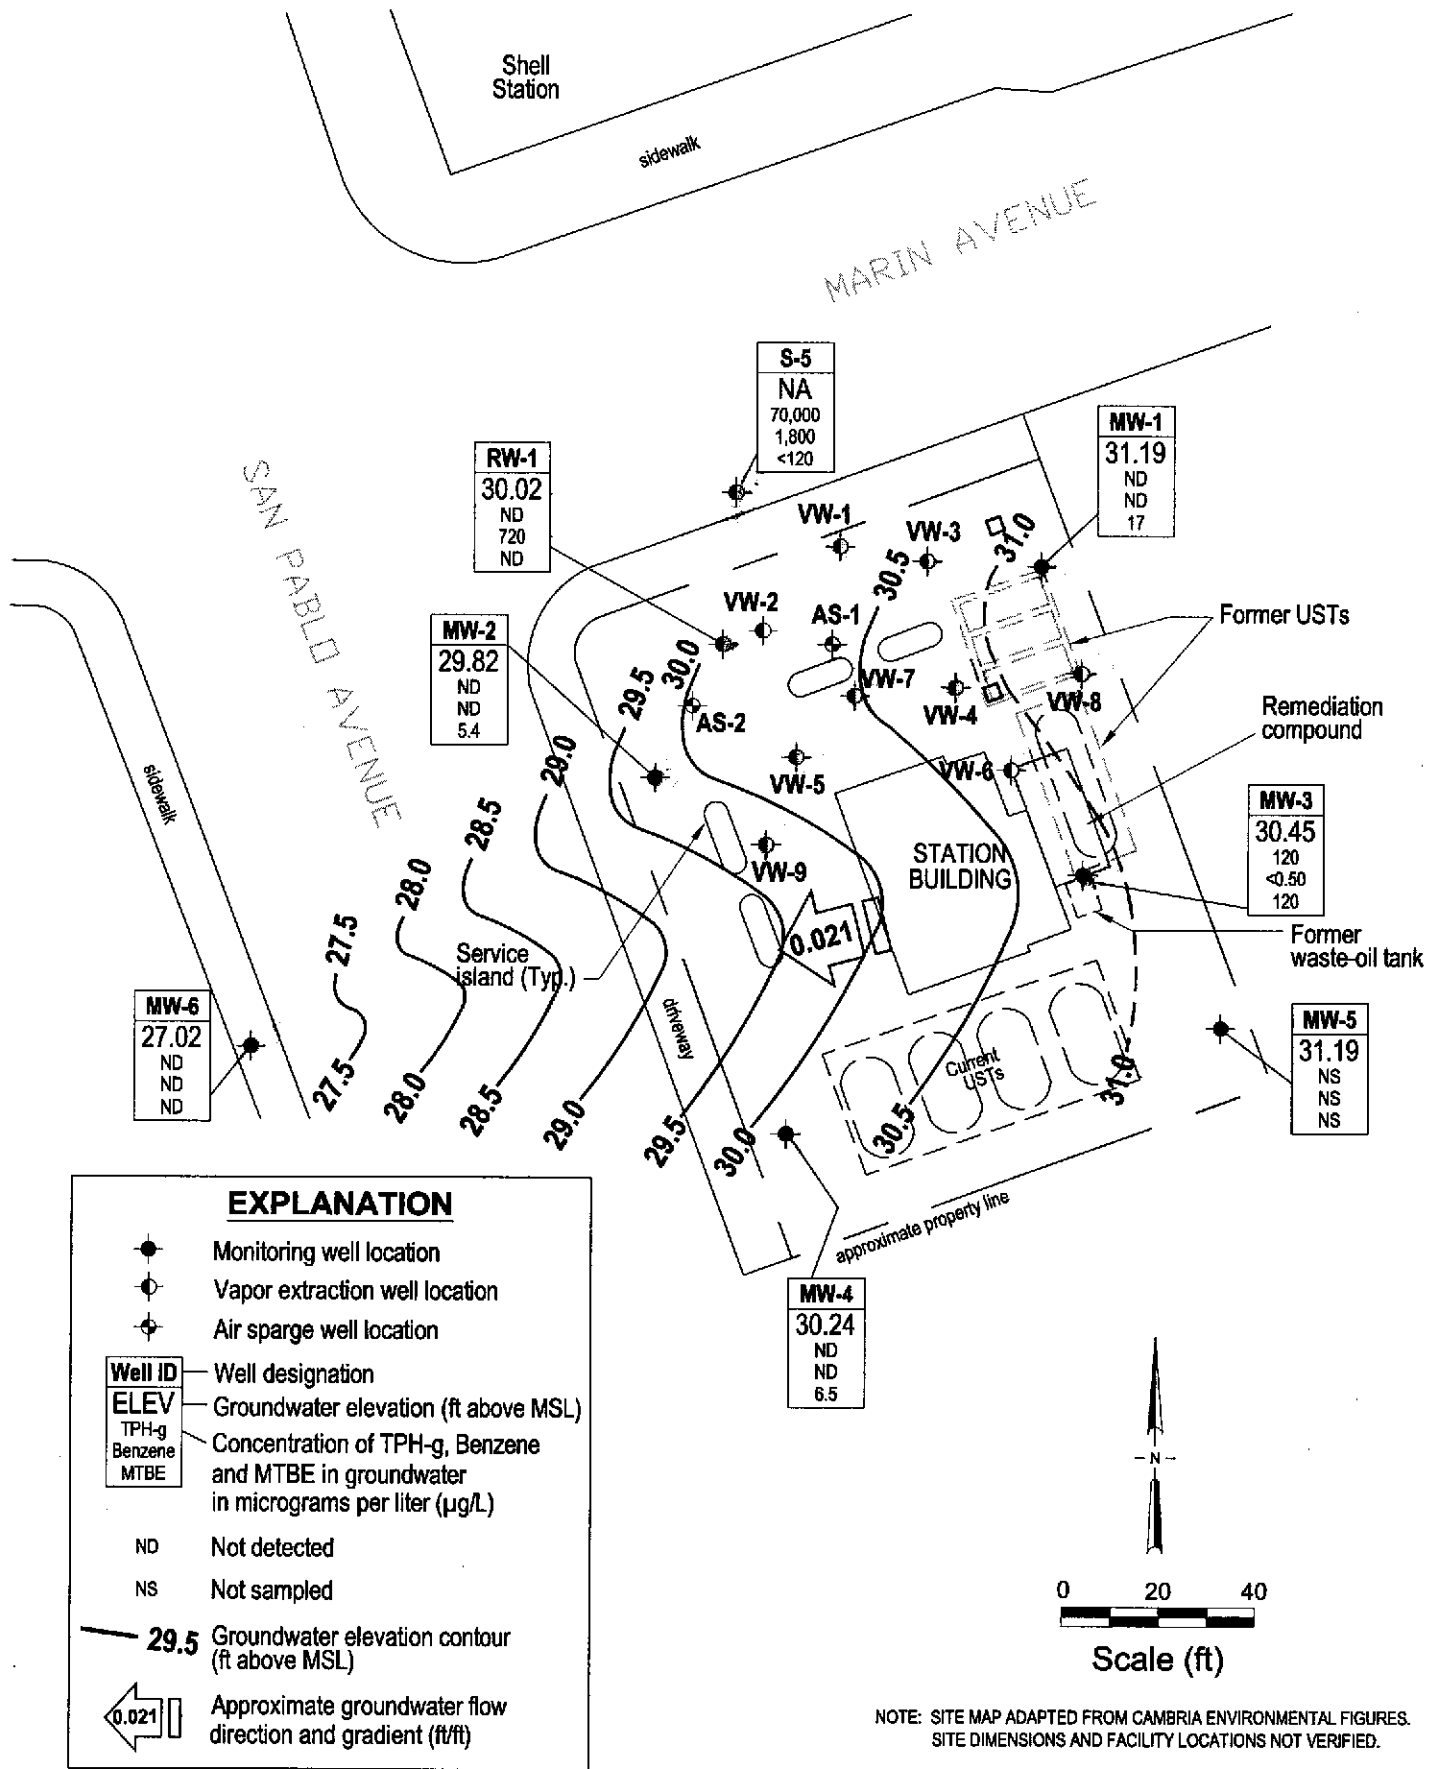 Shell
Station
sidewalk
MARIN AVENUE
S-5
NA
70,000
1,800
<120
MW-1
31.19
ND
ND
17
RW-1
30.02
ND
720
ND
SAN PABLO AVENUE
VW-1
VW-3
31.0
30.5
VW-2
AS-1
Former USTs
MW-2
29.82
ND
ND
5.4
30.0
29.5
VW-7
VW-4
VW-8
AS-2
Remediation
compound
29.0
VW-5
VW-6
sidewalk
28.5
MW-3
30.45
120
<0.50
120
STATION
BUILDING
VW-9
28.0
27.5
0.021
Service
island (Typ.)
Former
waste-oil tank
MW-6
27.02
ND
ND
ND
driveway
MW-5
31.19
NS
NS
NS
Current
USTs
27.5
28.0
28.5
29.0
29.5
30.0
30.5
31.0
approximate property line
MW-4
30.24
ND
ND
6.5
EXPLANATION
Monitoring well location
Vapor extraction well location
Air sparge well location
Well ID
Well designation
ELEV
Groundwater elevation (ft above MSL)
TPH-g
Benzene
MTBE
Concentration of TPH-g, Benzene
and MTBE in groundwater
in micrograms per liter (µg/L)
ND Not detected
NS Not sampled
29.5 Groundwater elevation contour
(ft above MSL)
0.021 Approximate groundwater flow
direction and gradient (ft/ft)
N
0 20 40
Scale (ft)
NOTE: SITE MAP ADAPTED FROM CAMBRIA ENVIRONMENTAL FIGURES.
SITE DIMENSIONS AND FACILITY LOCATIONS NOT VERIFIED.